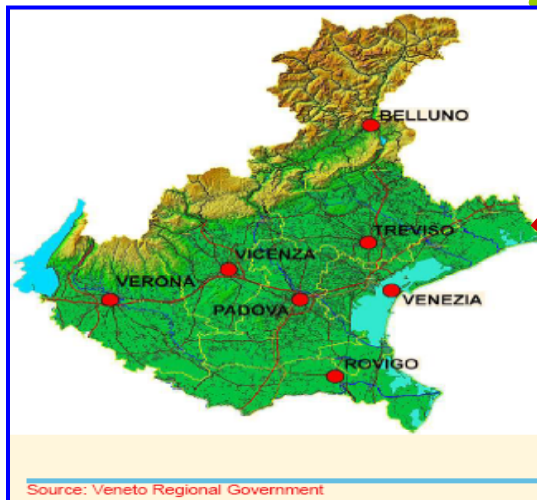 BELLUNO
TREVISO
VICENZA
VERONA
PADOVA
VENEZIA
ROVIGO
Source: Veneto Regional Government